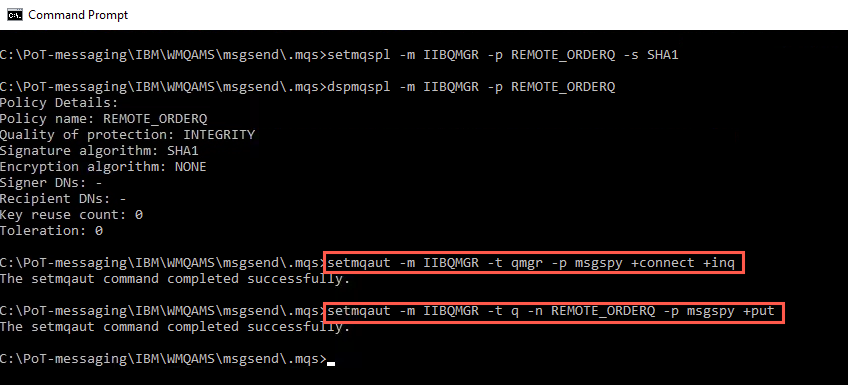 Command Prompt
C:\PoT-messaging\IBM\WMQAMS\msgsend\.mqs>setmqspl -m IIBQMGR -p REMOTE_ORDERQ -s SHA1
C:\PoT-messaging\IBM\WMQAMS\msgsend\.mqs>dspmqspl -m IIBQMGR -p REMOTE_ORDERQ
Policy Details:
Policy name: REMOTE_ORDERQ
Quality of protection: INTEGRITY
Signature algorithm: SHA1
Encryption algorithm: NONE
Signer DNs: -
Recipient DNs: -
Key reuse count: 0
Toleration: 0
C:\PoT-messaging\IBM\WMQAMS\msgsend\.mqs>setmqaut -m IIBQMGR -t qmgr -p msgspy +connect +inq
The setmqaut command completed successfully.
C:\PoT-messaging\IBM\WMQAMS\msgsend\.mqs>setmqaut -m IIBQMGR -t q -n REMOTE_ORDERQ -p msgspy +put
The setmqaut command completed successfully.
C:\PoT-messaging\IBM\WMQAMS\msgsend\.mqs>